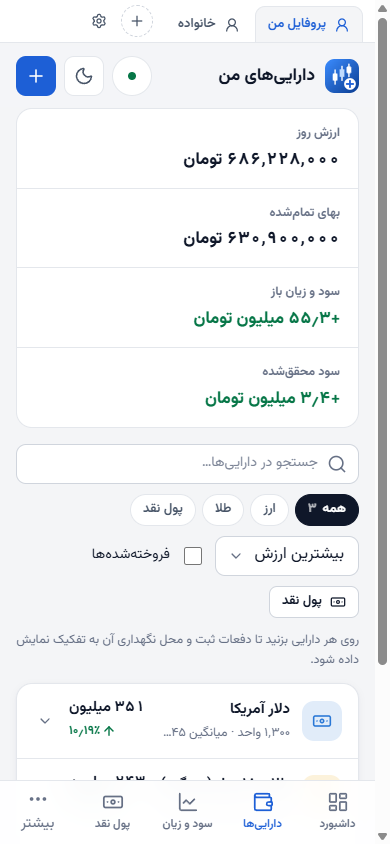 پروفایل من
خانواده
دارایی‌های من
ارزش روز
۶۸۶,۲۲۸,۰۰۰ تومان
بهای تمام‌شده
۶۳۰,۹۰۰,۰۰۰ تومان
سود و زیان باز
+۵۵٫۳ میلیون تومان
سود محقق‌شده
+۳٫۴ میلیون تومان
جستجو در دارایی‌ها...
همه ۳
ارز
طلا
پول نقد
بیشترین ارزش
فروخته‌شده‌ها
پول نقد
روی هر دارایی بزنید تا دفعات ثبت و محل نگهداری آن به تفکیک نمایش
داده شود.
دلار آمریکا
۳۵۱ میلیون
۱,۳۰۰ واحد · میانگین ۴۵...
۱۰٫۱۹٪
داشبورد
دارایی‌ها
سود و زیان
پول نقد
بیشتر